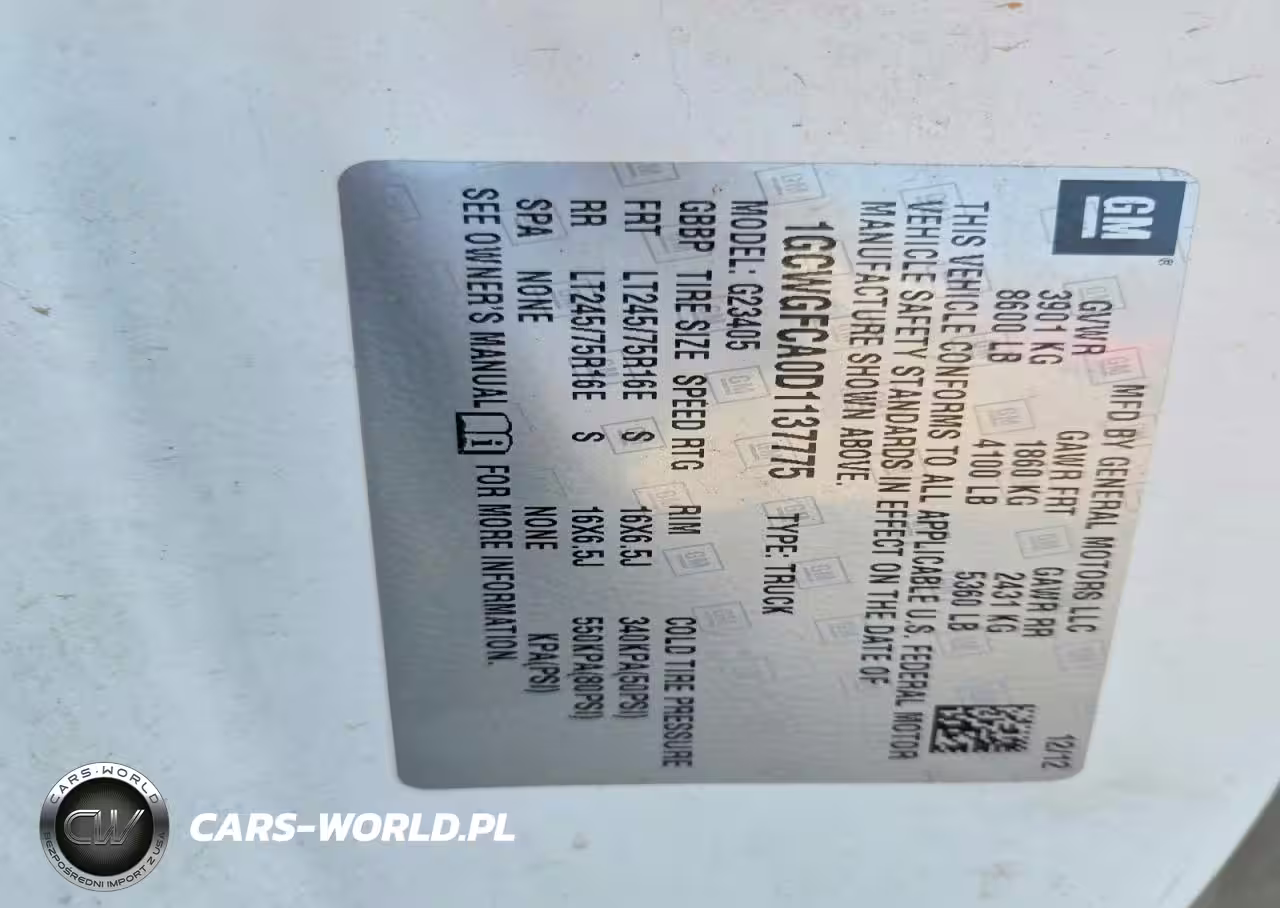 GM®
MFD BY GENERAL MOTORS LLC
12/12
GVWR GAWR FRT GAWR RR
3901 KG 1860 KG 2431 KG
8600 LB 4100 LB 5360 LB
THIS VEHICLE CONFORMS TO ALL APPLICABLE U.S. FEDERAL MOTOR
VEHICLE SAFETY STANDARDS IN EFFECT ON THE DATE OF
MANUFACTURE SHOWN ABOVE.
1GCWGFCA0D1137775 TYPE: TRUCK
MODEL: G23405
GBBP TIRE SIZE SPEED RTG RIM COLD TIRE PRESSURE
FRT LT245/75R16E S 16X6.5J 340KPA(50PSI)
RR LT245/75R16E S 16X6.5J 550KPA(80PSI)
SPA NONE NONE KPA(PSI)
SEE OWNER'S MANUAL FOR MORE INFORMATION.
CARS-WORLD
CW
BEZPOŚREDNI IMPORT Z USA
CARS-WORLD.PL